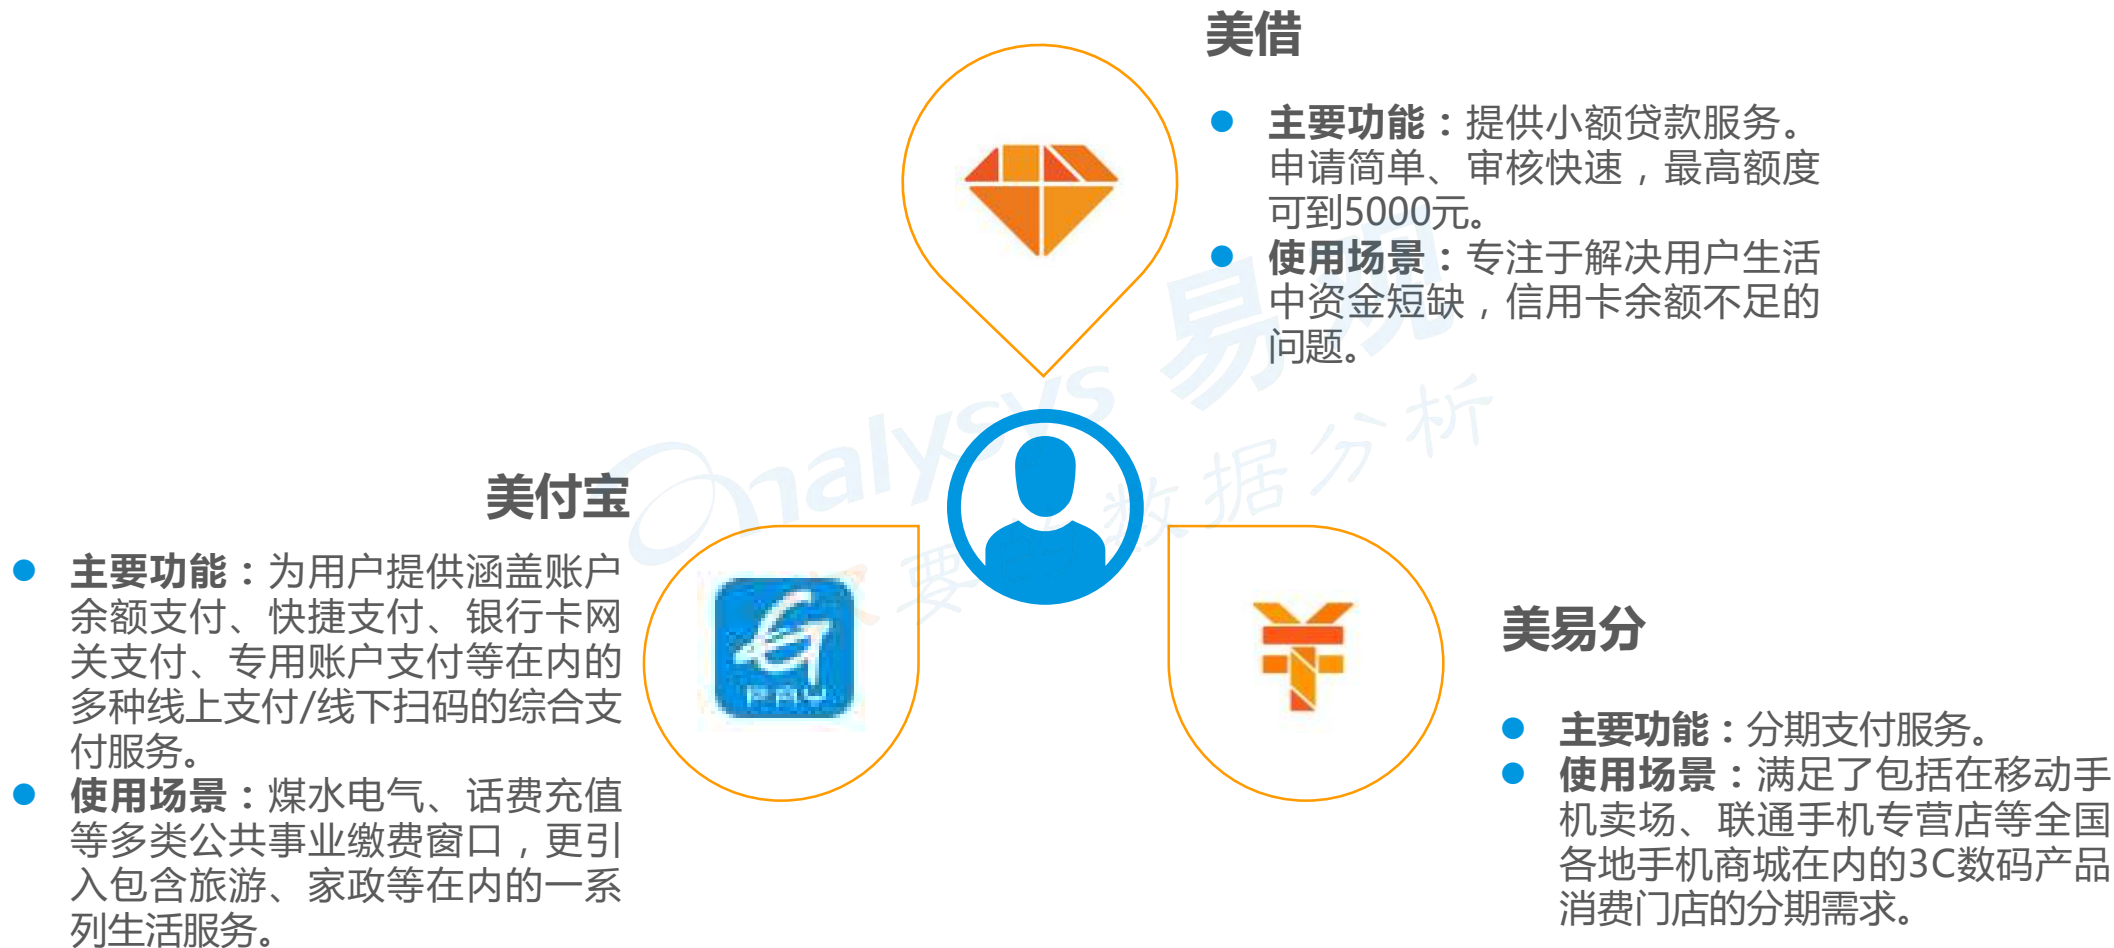 美借
主要功能：提供小额贷款服务。
申请简单、审核快速，最高额度
可到5000元。
使用场景：专注于解决用户生活
中资金短缺，信用卡余额不足的
问题。
美付宝
主要功能：为用户提供涵盖账户
余额支付、快捷支付、银行卡网
关支付、专用账户支付等在内的
多种线上支付/线下扫码的综合支
付服务。
使用场景：煤水电气、话费充值
等多类公共事业缴费窗口，更引
入包含旅游、家政等在内的一系
列生活服务。
G
PAY
美易分
主要功能：分期支付服务。
使用场景：满足了包括在移动手
机卖场、联通手机专营店等全国
各地手机商城在内的3C数码产品
消费门店的分期需求。
analysys 易观
要 数据分析